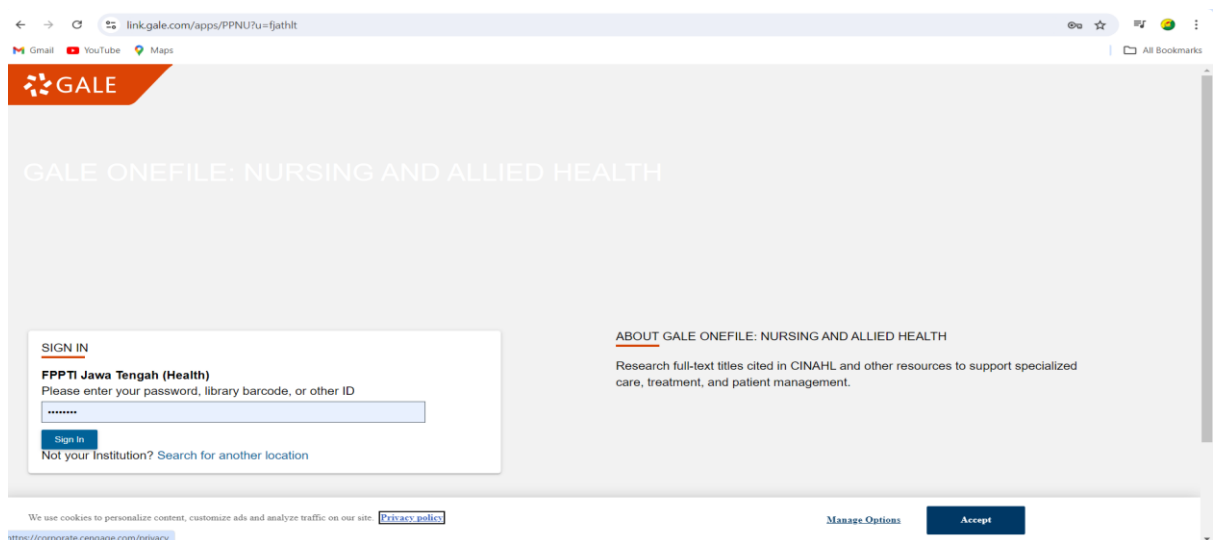 link.gale.com/apps/PPNU?u=fjathlt
Gmail YouTube Maps All Bookmarks
GALE
GALE ONEFILE: NURSING AND ALLIED HEALTH
SIGN IN
FPPTI Jawa Tengah (Health)
Please enter your password, library barcode, or other ID
••••••••
Sign In
Not your Institution? Search for another location
ABOUT GALE ONEFILE: NURSING AND ALLIED HEALTH
Research full-text titles cited in CINAHL and other resources to support specialized
care, treatment, and patient management.
We use cookies to personalize content, customize ads and analyze traffic on our site. Privacy policy
Manage Options Accept
https://corporate.cengage.com/privacy